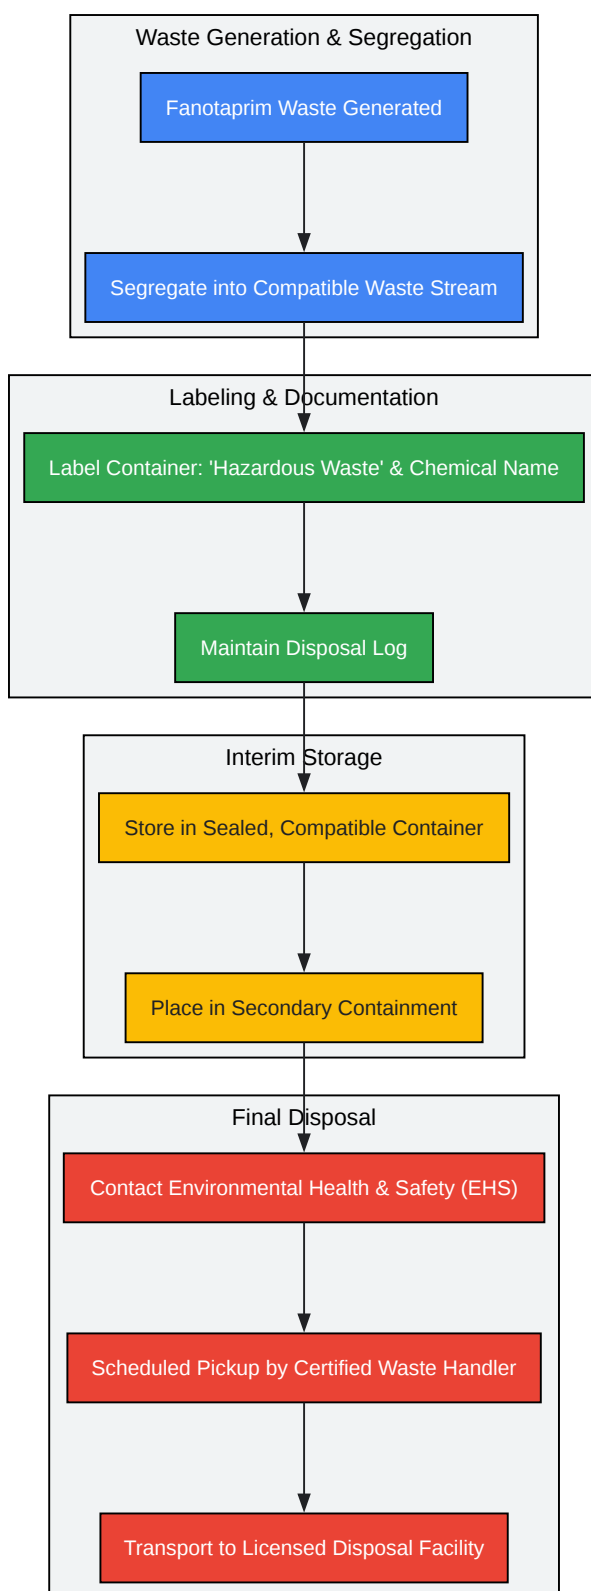 Waste Generation & Segregation
Fanotaprim Waste Generated
Segregate into Compatible Waste Stream
Labeling & Documentation
Label Container: 'Hazardous Waste' & Chemical Name
Maintain Disposal Log
Interim Storage
Store in Sealed, Compatible Container
Place in Secondary Containment
Final Disposal
Contact Environmental Health & Safety (EHS)
Scheduled Pickup by Certified Waste Handler
Transport to Licensed Disposal Facility